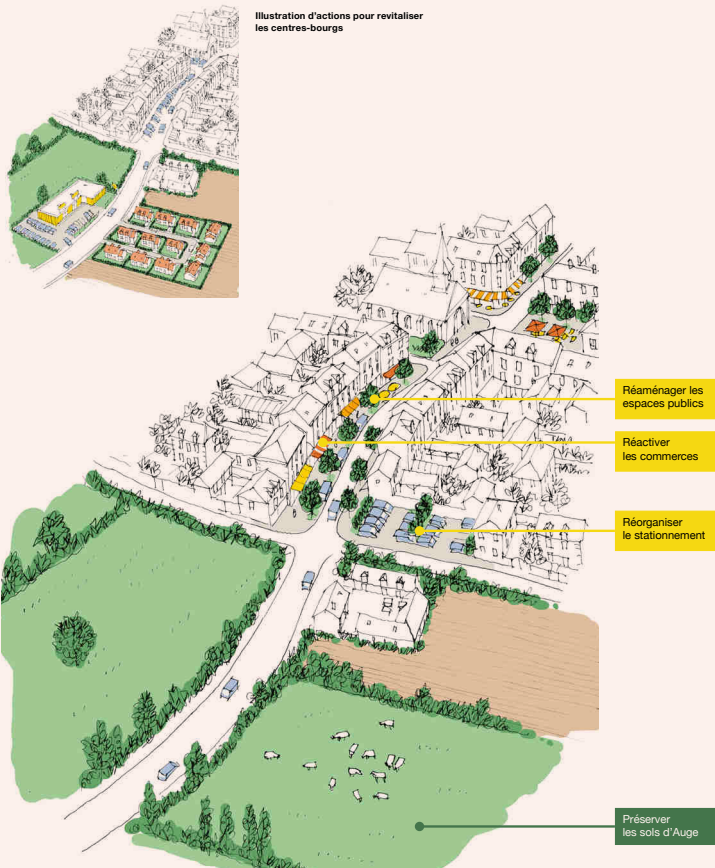 Illustration d'actions pour revitaliser
les centres-bourgs
Réaménager les
espaces publics
Réactiver
les commerces
Réorganiser
le stationnement
Préserver
les sols d'Auge